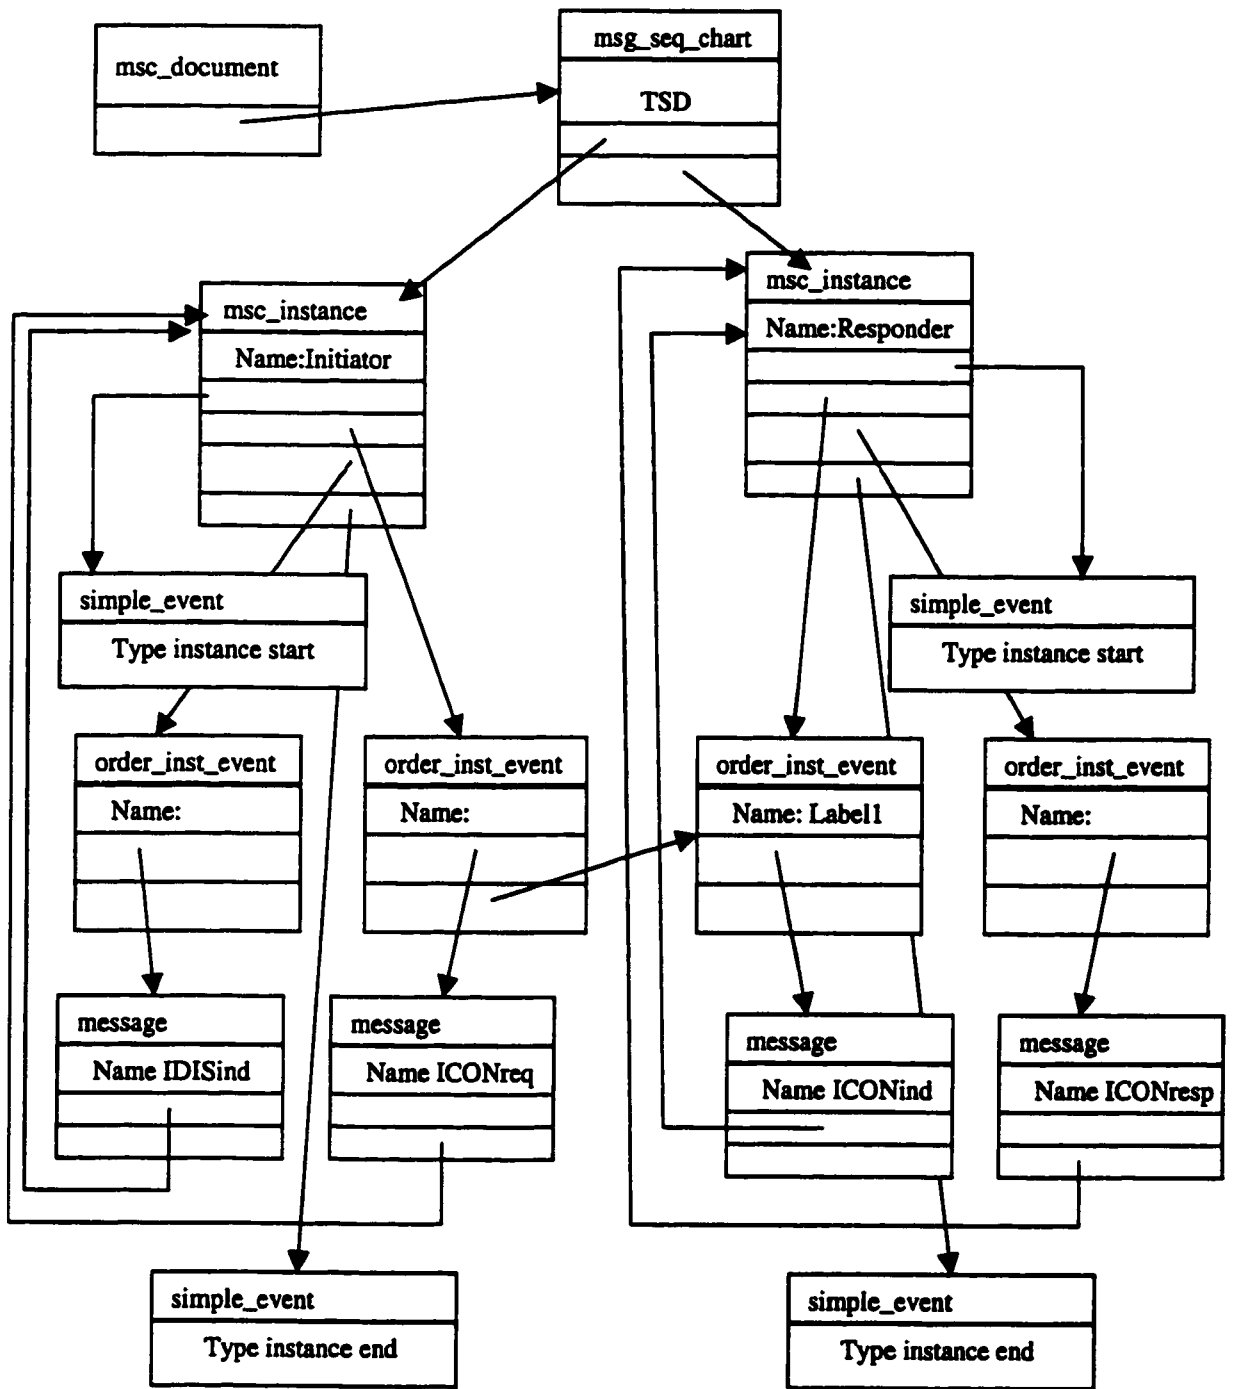 msc_document
msg_seq_chart
TSD
msc_instance
Name:Initiator
msc_instance
Name:Responder
simple_event
Type instance start
simple_event
Type instance start
order_inst_event
Name:
order_inst_event
Name:
order_inst_event
Name: Label1
order_inst_event
Name:
message
Name IDISind
message
Name ICONreq
message
Name ICONind
message
Name ICONresp
simple_event
Type instance end
simple_event
Type instance end